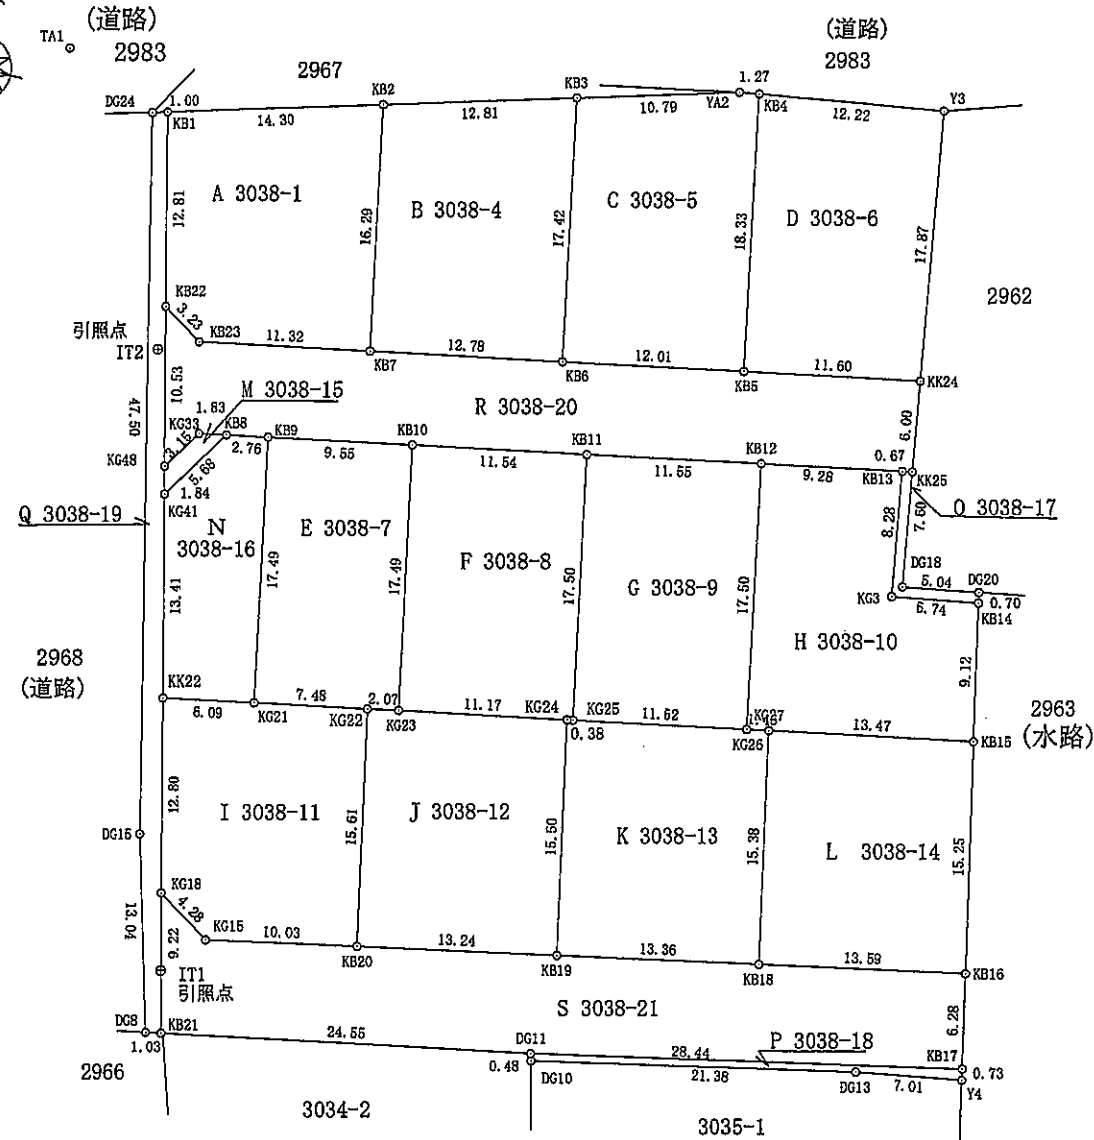 (道路)
TA1
2983
(道路)
2983
2967
DG24
1.00
KB1
14.30
KB2
12.81
KB3
10.79
1.27
YA2
KB4
12.22
Y3
A 3038-1
B 3038-4
C 3038-5
D 3038-6
12.81
16.29
17.42
18.33
17.87
2962
KB22
3.23
KB23
引照点
IT2
11.32
KB7
12.78
KB6
12.01
KB5
11.60
KK24
10.53
M 3038-15
R 3038-20
6.00
47.50
1.83
KG33
KB8
KB9
KB10
KB11
KB12
KB13
0.67
KK25
3.15
2.76
9.55
11.54
11.55
9.28
KG48
5.68
1.84
KG41
Q 3038-19
N
3038-16
E 3038-7
F 3038-8
G 3038-9
H 3038-10
O 3038-17
8.28
7.60
DG18
5.04
DG20
KG3
5.74
0.70
KB14
13.41
17.49
17.49
17.50
17.50
9.12
2968
(道路)
KK22
6.09
KG21
7.48
KG22
2.07
KG23
11.17
KG24
KG25
0.38
11.52
KG26
KG27
13.47
KB15
2963
(水路)
12.80
I 3038-11
J 3038-12
K 3038-13
L 3038-14
DG15
15.61
15.50
15.38
15.25
KG18
4.28
KG15
13.04
9.22
10.03
KB20
13.24
KB19
13.36
KB18
13.59
KB16
IT1
引照点
S 3038-21
6.28
DG8
KB21
1.03
24.55
DG11
28.44
P 3038-18
KB17
0.73
2966
0.48
DG10
21.38
DG13
7.01
Y4
3034-2
3035-1